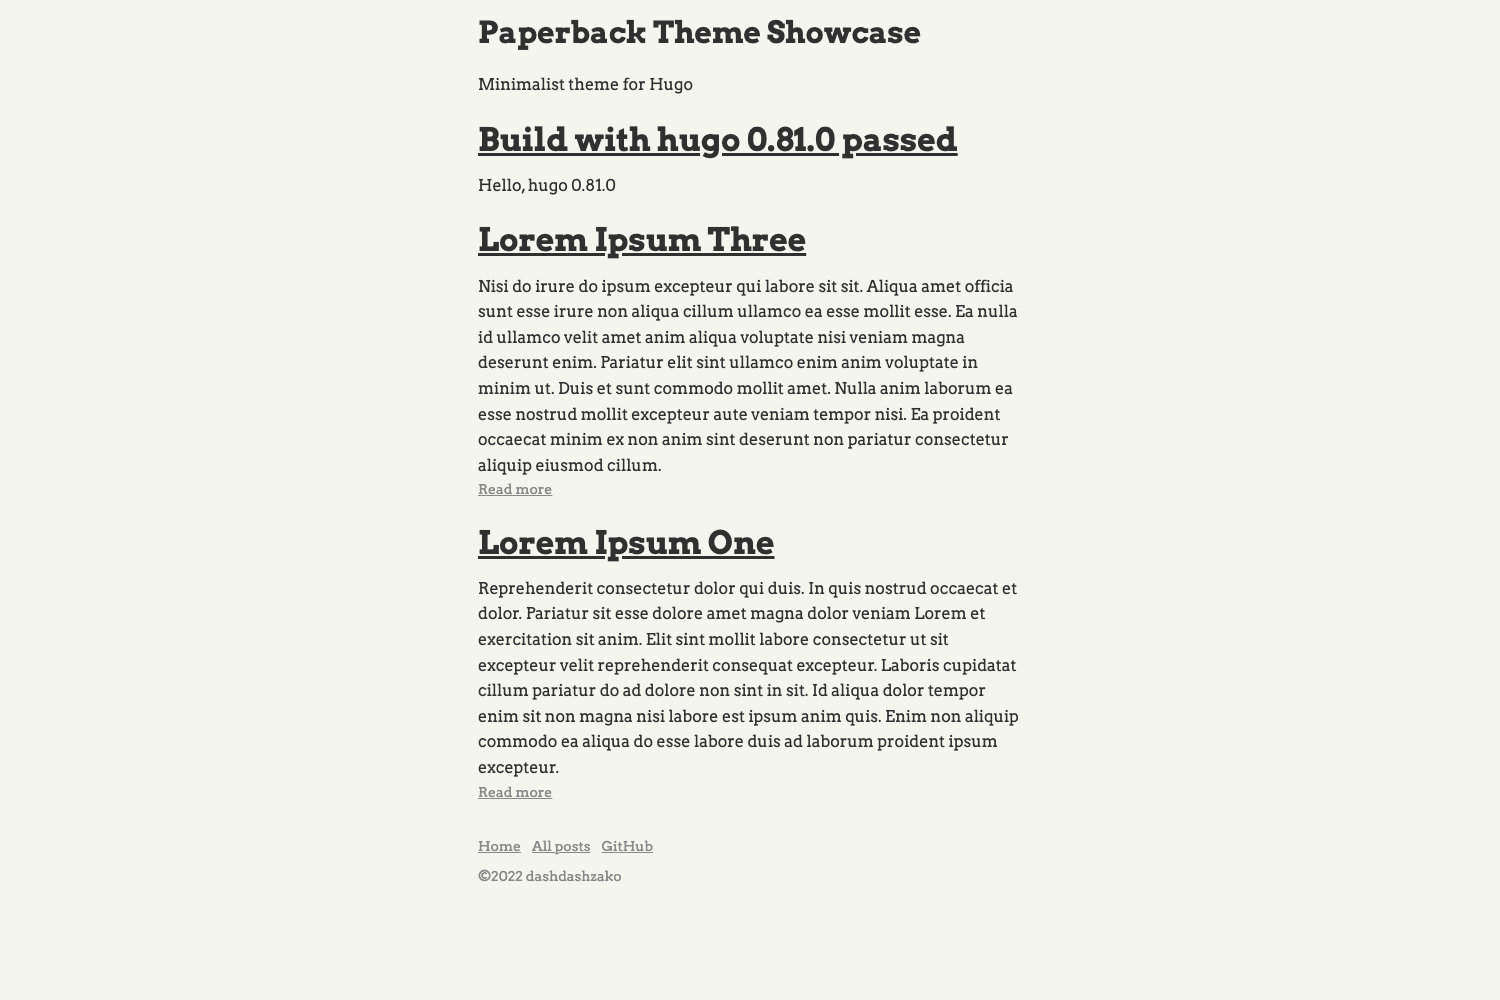 Paperback Theme Showcase
Minimalist theme for Hugo
Build with hugo 0.81.0 passed
Hello, hugo 0.81.0
Lorem Ipsum Three
Nisi do irure do ipsum excepteur qui labore sit sit. Aliqua amet officia
sunt esse irure non aliqua cillum ullamco ea esse mollit esse. Ea nulla
id ullamco velit amet anim aliqua voluptate nisi veniam magna
deserunt enim. Pariatur elit sint ullamco enim anim voluptate in
minim ut. Duis et sunt commodo mollit amet. Nulla anim laborum ea
esse nostrud mollit excepteur aute veniam tempor nisi. Ea proident
occaecat minim ex non anim sint deserunt non pariatur consectetur
aliquip eiusmod cillum.
Read more
Lorem Ipsum One
Reprehenderit consectetur dolor qui duis. In quis nostrud occaecat et
dolor. Pariatur sit esse dolore amet magna dolor veniam Lorem et
exercitation sit anim. Elit sint mollit labore consectetur ut sit
excepteur velit reprehenderit consequat excepteur. Laboris cupidatat
cillum pariatur do ad dolore non sint in sit. Id aliqua dolor tempor
enim sit non magna nisi labore est ipsum anim quis. Enim non aliquip
commodo ea aliqua do esse labore duis ad laborum proident ipsum
excepteur.
Read more
Home All posts GitHub
©2022 dashdashzako